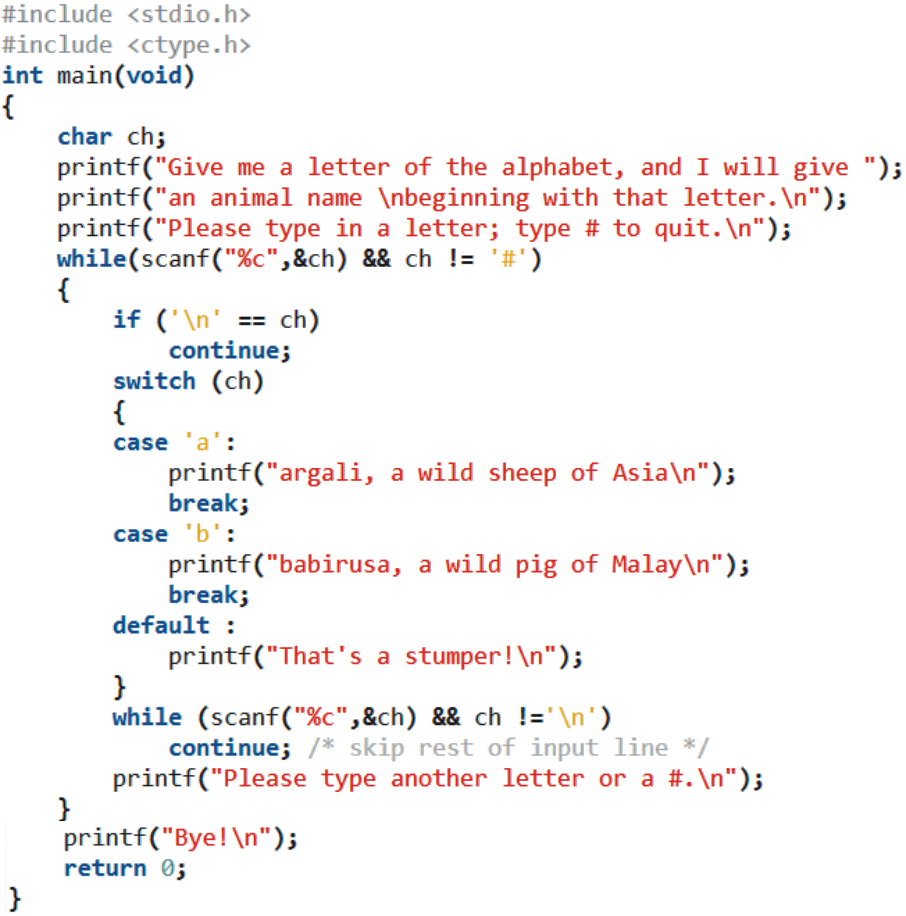 #include <stdio.h>
#include <ctype.h>
int main(void)
{
    char ch;
    printf("Give me a letter of the alphabet, and I will give ");
    printf("an animal name \nbeginning with that letter.\n");
    printf("Please type in a letter; type # to quit.\n");
    while(scanf("%c",&ch) && ch != '#')
    {
        if ('\n' == ch)
            continue;
        switch (ch)
        {
        case 'a':
            printf("argali, a wild sheep of Asia\n");
            break;
        case 'b':
            printf("babirusa, a wild pig of Malay\n");
            break;
        default :
            printf("That's a stumper!\n");
        }
        while (scanf("%c",&ch) && ch !='\n')
            continue; /* skip rest of input line */
        printf("Please type another letter or a #.\n");
    }
    printf("Bye!\n");
    return 0;
}